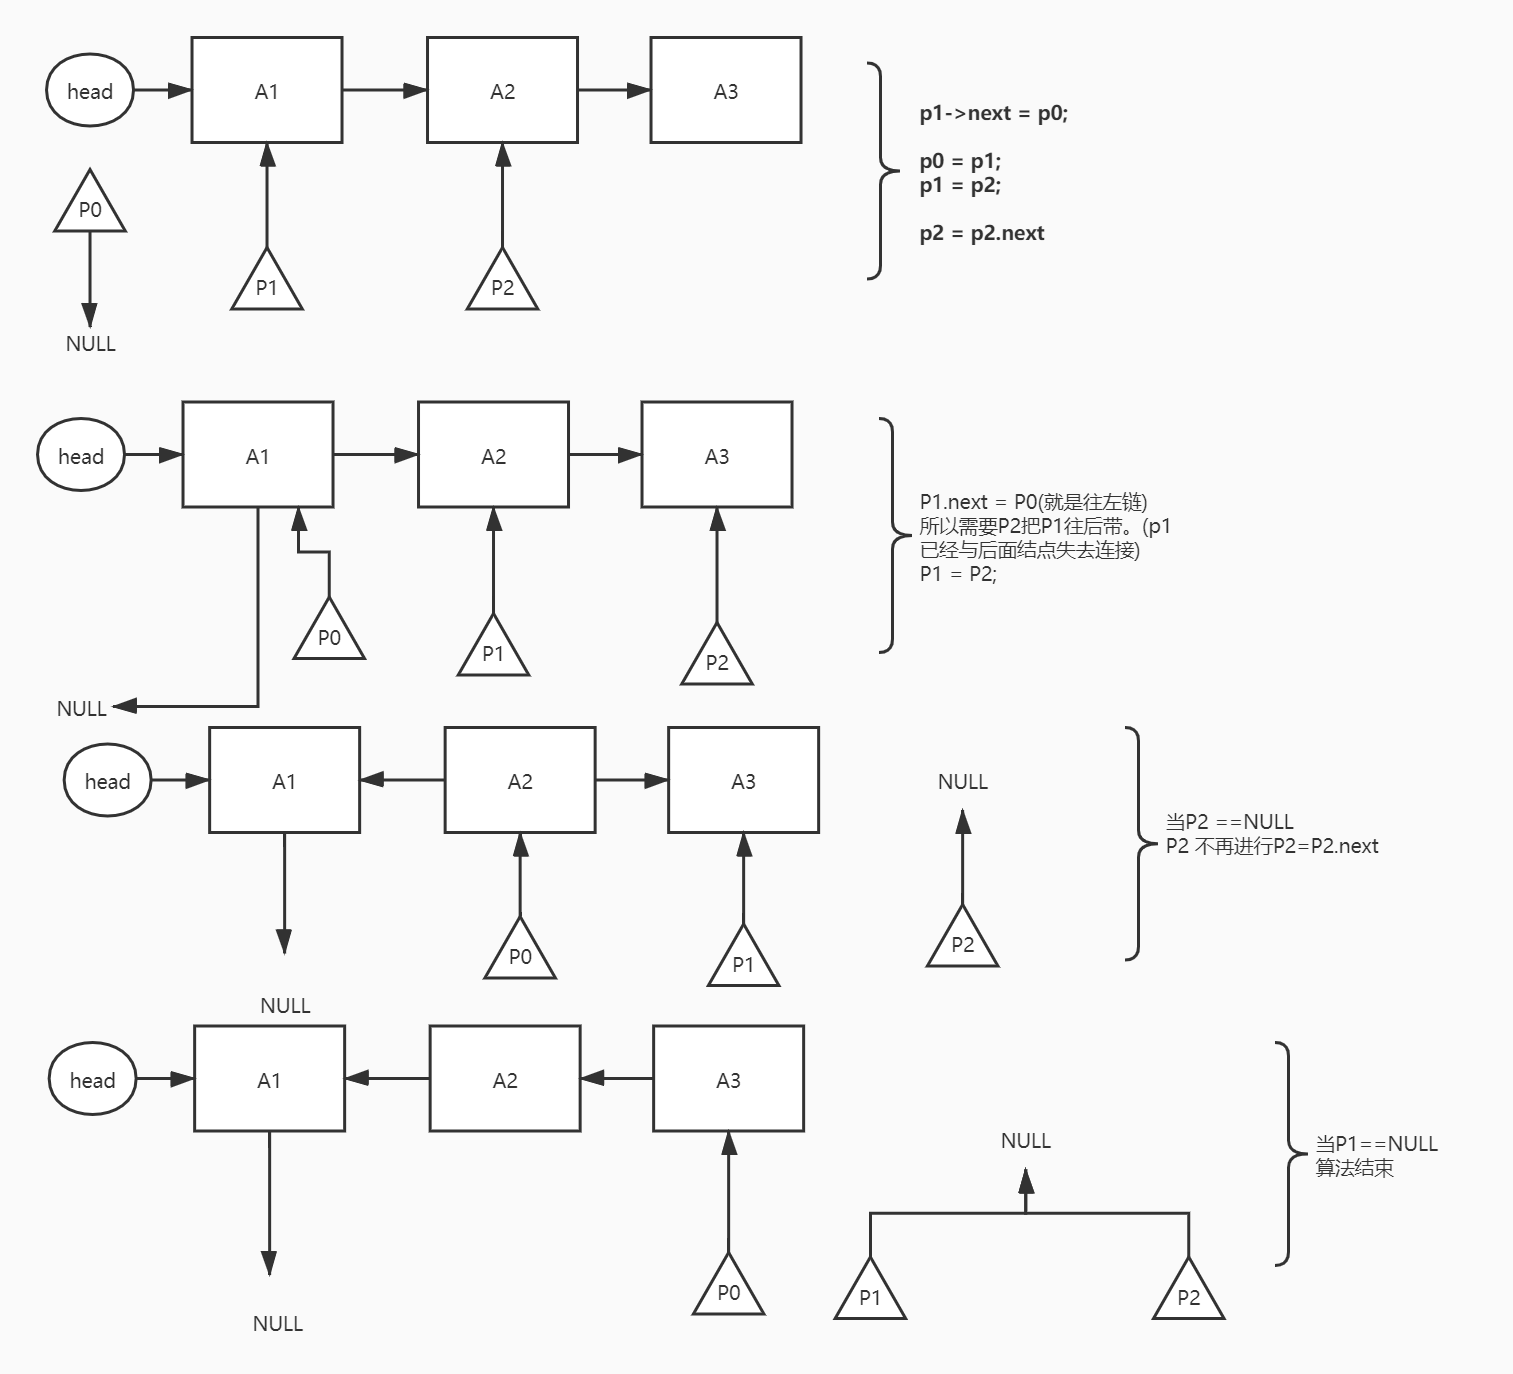 head
A1
A2
A3
P0
P1
P2
NULL
p1->next = p0;
p0 = p1;
p1 = p2;
p2 = p2.next
head
A1
A2
A3
P0
P1
P2
NULL
P1.next = P0(就是往左链)
所以需要P2把P1往后带。(p1
已经与后面结点失去连接)
P1 = P2;
head
A1
A2
A3
NULL
P0
P1
P2
NULL
当P2 ==NULL
P2 不再进行P2=P2.next
head
A1
A2
A3
NULL
P0
P1
P2
NULL
当P1==NULL
算法结束